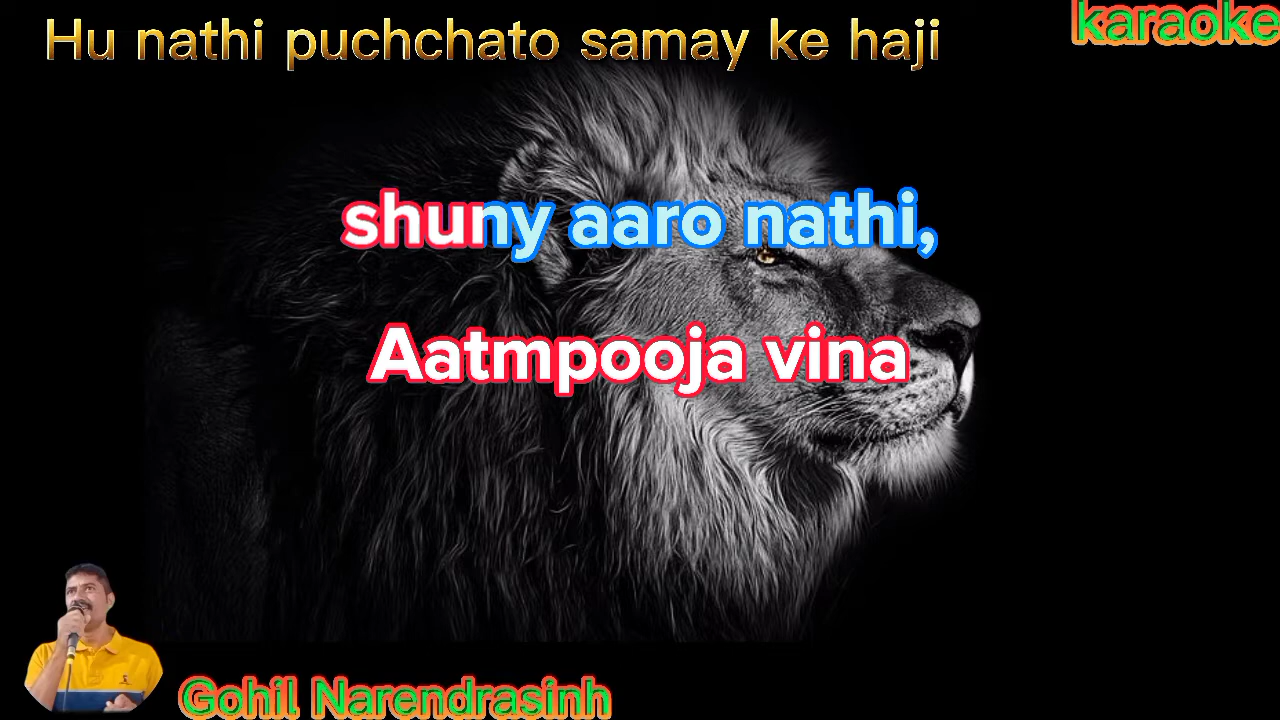 Hu nathi puchchato samay ke haji
karaoke
shuny aaro nathi,
Aatmpooja vina
Gohil Narendrasinh